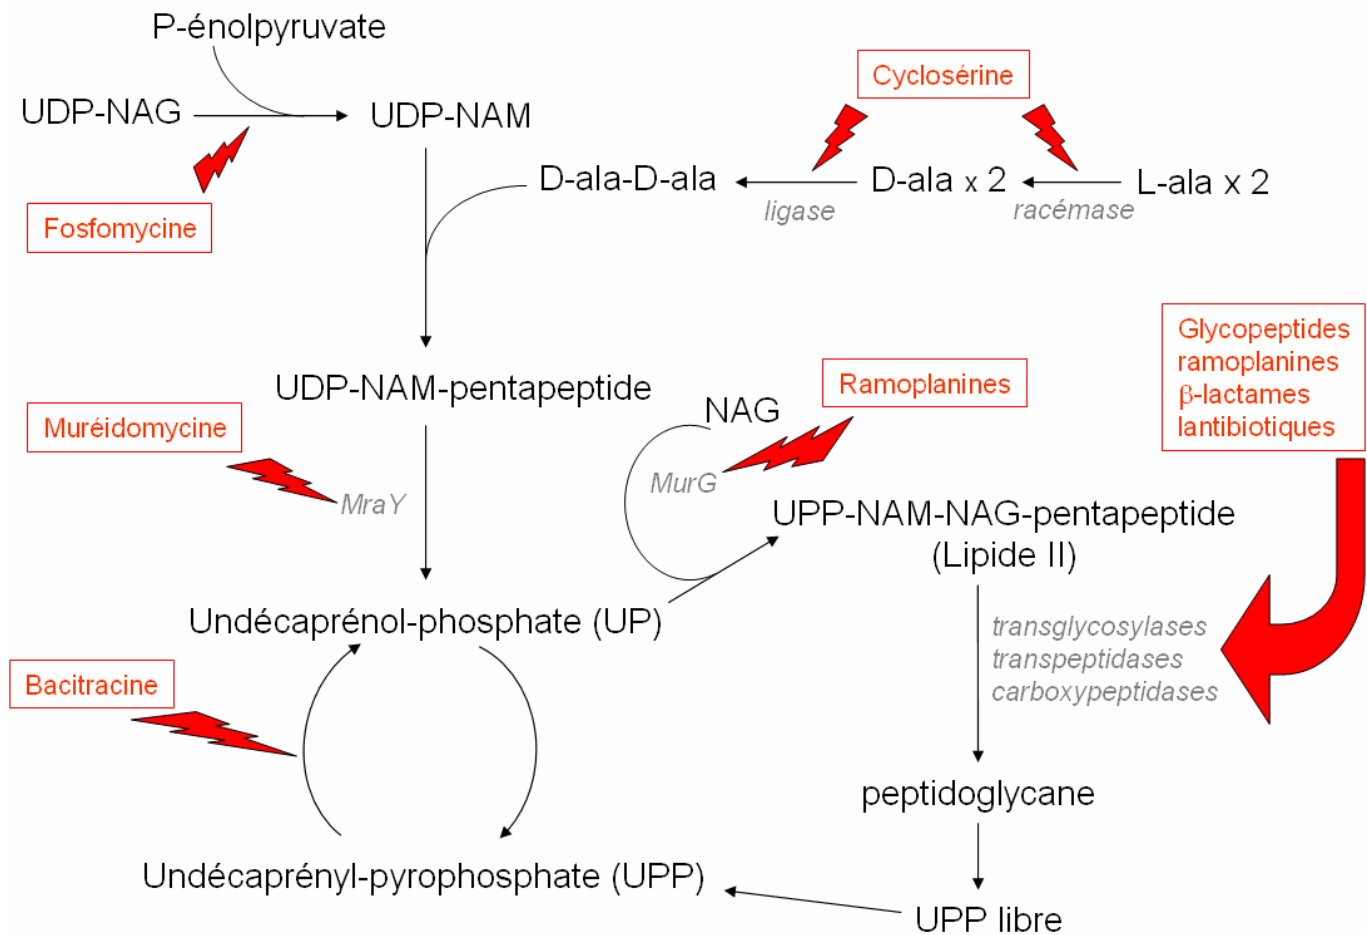 P-énolpyruvate
Cyclosérine
UDP-NAG
UDP-NAM
D-ala-D-ala
D-ala x 2
L-ala x 2
ligase
racémase
Fosfomycine
Glycopeptides
ramoplanines
β-lactames
lantibiotiques
UDP-NAM-pentapeptide
Ramoplanines
NAG
Muréidomycine
MurG
MraY
UPP-NAM-NAG-pentapeptide
(Lipide II)
Undécaprénol-phosphate (UP)
transglycosylases
transpeptidases
carboxypeptidases
Bacitracine
peptidoglycane
Undécaprényl-pyrophosphate (UPP)
UPP libre